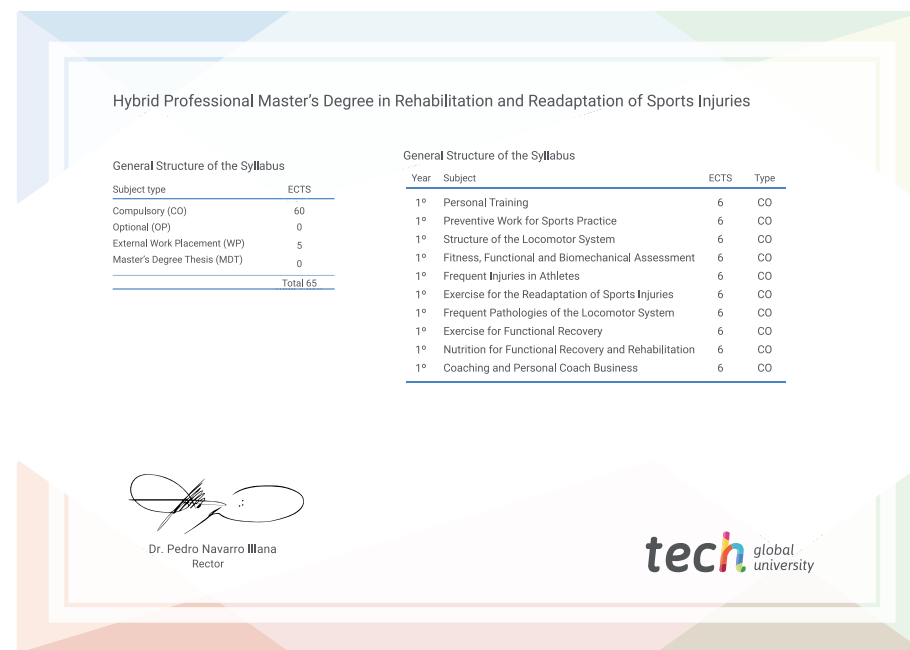 Hybrid Professional Master's Degree in Rehabilitation and Readaptation of Sports Injuries
General Structure of the Syllabus
Subject type ECTS
Compulsory (CO) 60
Optional (OP) 0
External Work Placement (WP) 5
Master's Degree Thesis (MDT) 0
Total 65
General Structure of the Syllabus
Year Subject ECTS Type
1º Personal Training 6 CO
1º Preventive Work for Sports Practice 6 CO
1º Structure of the Locomotor System 6 CO
1º Fitness, Functional and Biomechanical Assessment 6 CO
1º Frequent Injuries in Athletes 6 CO
1º Exercise for the Readaptation of Sports Injuries 6 CO
1º Frequent Pathologies of the Locomotor System 6 CO
1º Exercise for Functional Recovery 6 CO
1º Nutrition for Functional Recovery and Rehabilitation 6 CO
1º Coaching and Personal Coach Business 6 CO
Dr. Pedro Navarro Illana
Rector
tech global
university